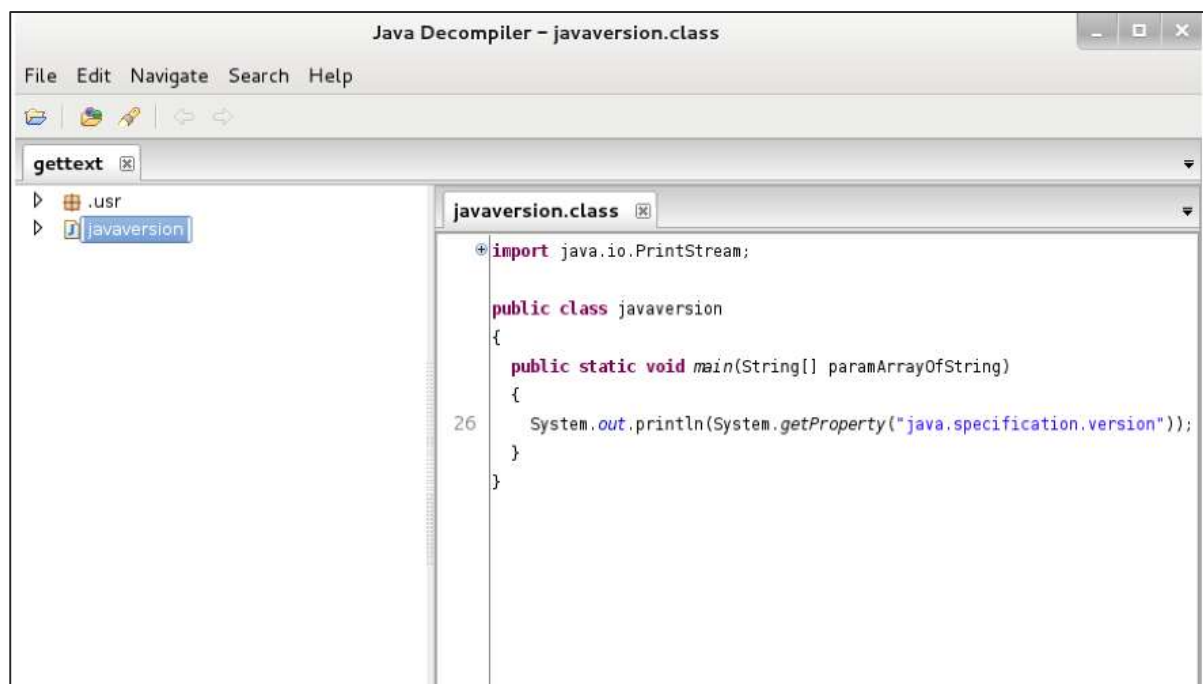 Java Decompiler – javaversion.class
File Edit Navigate Search Help
gettext
.usr
javaversion
javaversion.class
import java.io.PrintStream;
public class javaversion
{
public static void main(String[] paramArrayOfString)
{
26 System.out.println(System.getProperty("java.specification.version"));
}
}